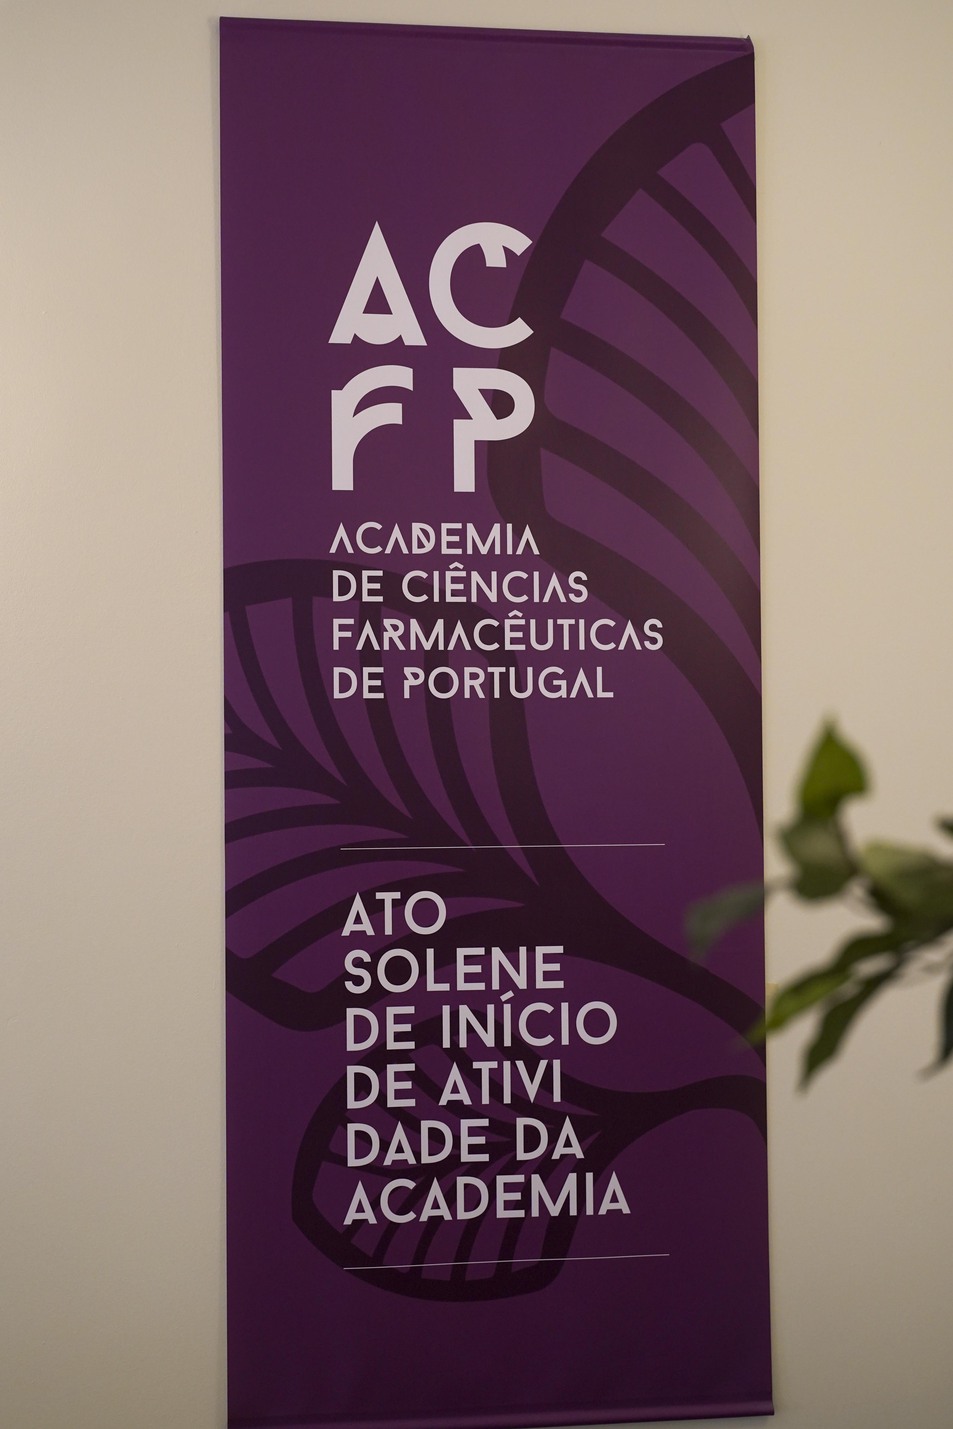 AC
FP
ACADEMIA
DE CIÊNCIAS
FARMACÊUTICAS
DE PORTUGAL
ATO
SOLENE
DE INÍCIO
DE ATIVI
DADE DA
ACADEMIA